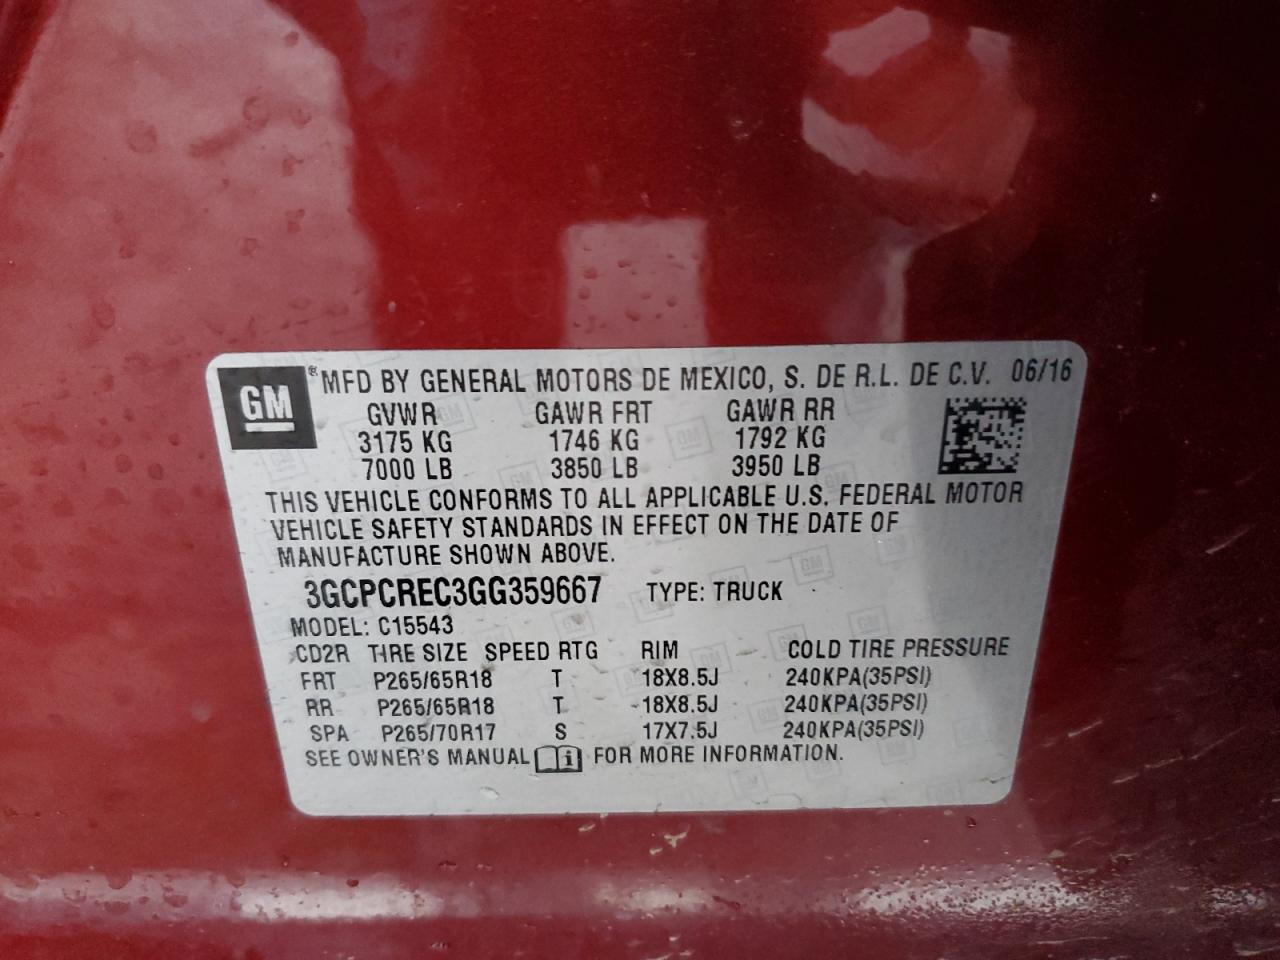 GM ® MFD BY GENERAL MOTORS DE MEXICO, S. DE R.L. DE C.V. 06/16
GVWR GAWR FRT GAWR RR
3175 KG 1746 KG 1792 KG
7000 LB 3850 LB 3950 LB
THIS VEHICLE CONFORMS TO ALL APPLICABLE U.S. FEDERAL MOTOR
VEHICLE SAFETY STANDARDS IN EFFECT ON THE DATE OF
MANUFACTURE SHOWN ABOVE.
3GCPCREC3GG359667 TYPE: TRUCK
MODEL: C15543
CD2R TIRE SIZE SPEED RTG RIM COLD TIRE PRESSURE
FRT P265/65R18 T 18X8.5J 240KPA(35PSI)
RR P265/65R18 T 18X8.5J 240KPA(35PSI)
SPA P265/70R17 S 17X7.5J 240KPA(35PSI)
SEE OWNER'S MANUAL i FOR MORE INFORMATION.